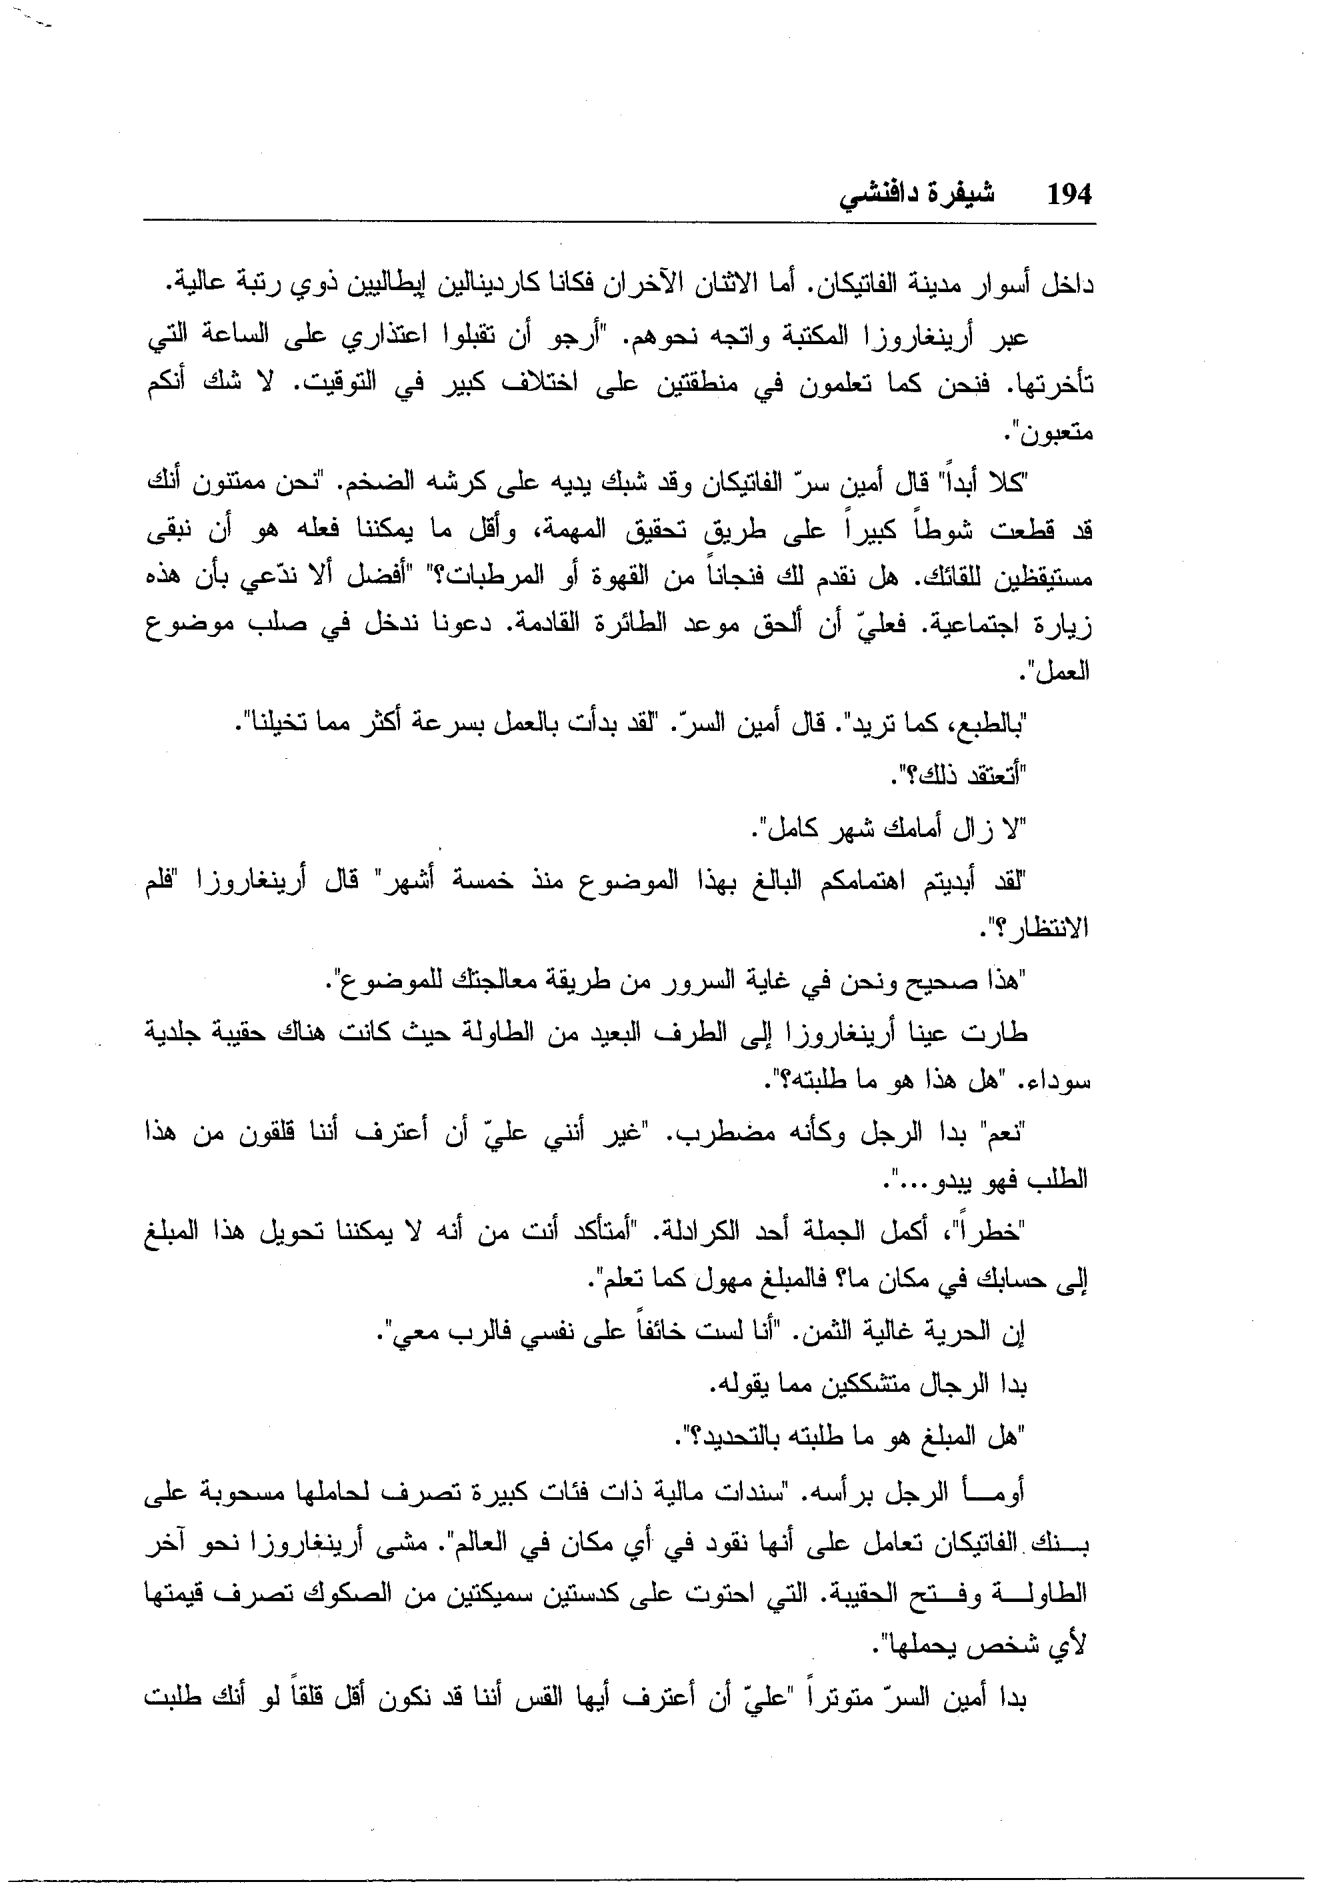 194 شيفرة دافنشي
داخل أسوار مدينة الفاتيكان. أما الاثنان الآخران فكانا كاردينالين إيطاليين ذوي رتبة عالية.
عبر أرينغاروزا المكتبة واتجه نحوهم. "أرجو أن تقبلوا اعتذاري على الساعة التي
تأخرتها. فنحن كما تعلمون في منطقتين على اختلاف كبير في التوقيت. لا شك أنكم
متعبون".
"كلا أبداً" قال أمين سرّ الفاتيكان وقد شبك يديه على كرشه الضخم. "نحن ممتنون أنك
قد قطعت شوطاً كبيراً على طريق تحقيق المهمة، وأقل ما يمكننا فعله هو أن نبقى
مستيقظين للقائك. هل نقدم لك فنجاناً من القهوة أو المرطبات؟" "أفضل ألا ندّعي بأن هذه
زيارة اجتماعية. فعليّ أن ألحق موعد الطائرة القادمة. دعونا ندخل في صلب موضوع
العمل".
"بالطبع، كما تريد". قال أمين السرّ. "لقد بدأت بالعمل بسرعة أكثر مما تخيلنا".
"أتعتقد ذلك؟".
"لا زال أمامك شهر كامل".
"لقد أبديتم اهتمامكم البالغ بهذا الموضوع منذ خمسة أشهر" قال أرينغاروزا "فلم
الانتظار؟".
"هذا صحيح ونحن في غاية السرور من طريقة معالجتك للموضوع".
طارت عينا أرينغاروزا إلى الطرف البعيد من الطاولة حيث كانت هناك حقيبة جلدية
سوداء. "هل هذا هو ما طلبته؟".
"نعم" بدا الرجل وكأنه مضطرب. "غير أنني عليّ أن أعترف أننا قلقون من هذا
الطلب فهو يبدو...".
"خطراً"، أكمل الجملة أحد الكرادلة. "أمتأكد أنت من أنه لا يمكننا تحويل هذا المبلغ
إلى حسابك في مكان ما؟ فالمبلغ مهول كما تعلم".
إن الحرية غالية الثمن. "أنا لست خائفاً على نفسي فالرب معي".
بدا الرجال متشككين مما يقوله.
"هل المبلغ هو ما طلبته بالتحديد؟".
أومـــأ الرجل برأسه. "سندات مالية ذات فئات كبيرة تصرف لحاملها مسحوبة على
بـــنك الفاتيكان تعامل على أنها نقود في أي مكان في العالم". مشى أرينغاروزا نحو آخر
الطاولـــة وفـــتح الحقيبة. التي احتوت على كدستين سميكتين من الصكوك تصرف قيمتها
لأي شخص يحملها".
بدا أمين السرّ متوتراً "عليّ أن أعترف أيها القس أننا قد نكون أقل قلقاً لو أنك طلبت